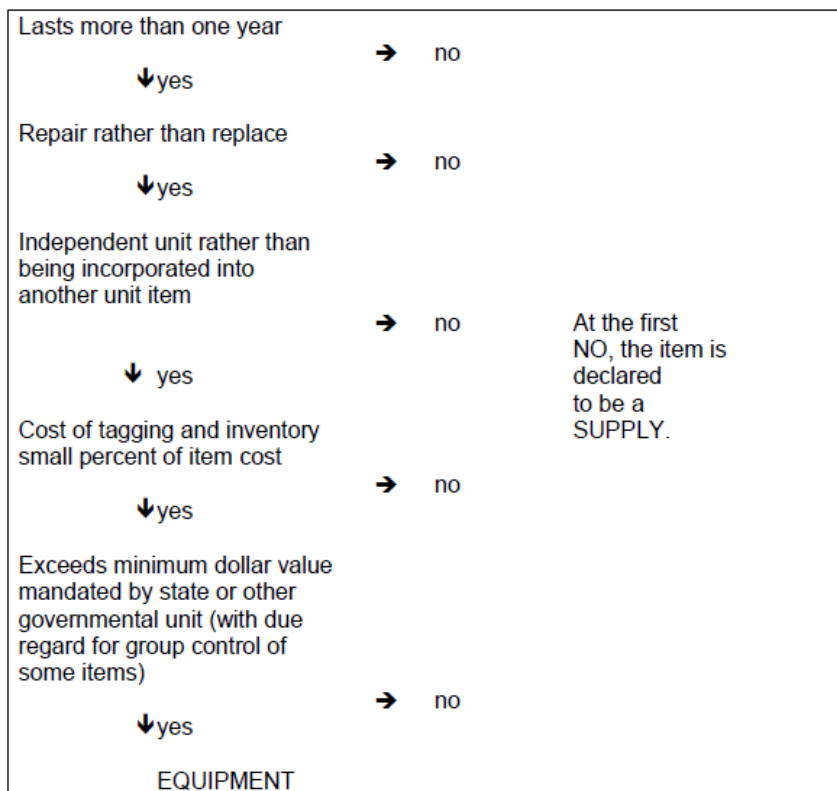 Lasts more than one year
➔ no
🡻yes
Repair rather than replace
➔ no
🡻yes
Independent unit rather than
being incorporated into
another unit item
➔ no
At the first
NO, the item is
declared
to be a
SUPPLY.
🡻 yes
Cost of tagging and inventory
small percent of item cost
➔ no
🡻yes
Exceeds minimum dollar value
mandated by state or other
governmental unit (with due
regard for group control of
some items)
➔ no
🡻yes
EQUIPMENT